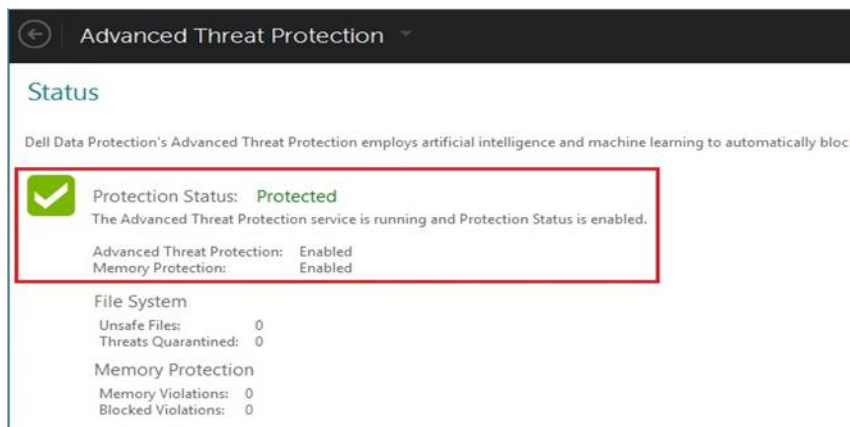 Advanced Threat Protection
Status
Dell Data Protection's Advanced Threat Protection employs artificial intelligence and machine learning to automatically bloc
Protection Status: Protected
The Advanced Threat Protection service is running and Protection Status is enabled.
Advanced Threat Protection: Enabled
Memory Protection: Enabled
File System
Unsafe Files: 0
Threats Quarantined: 0
Memory Protection
Memory Violations: 0
Blocked Violations: 0